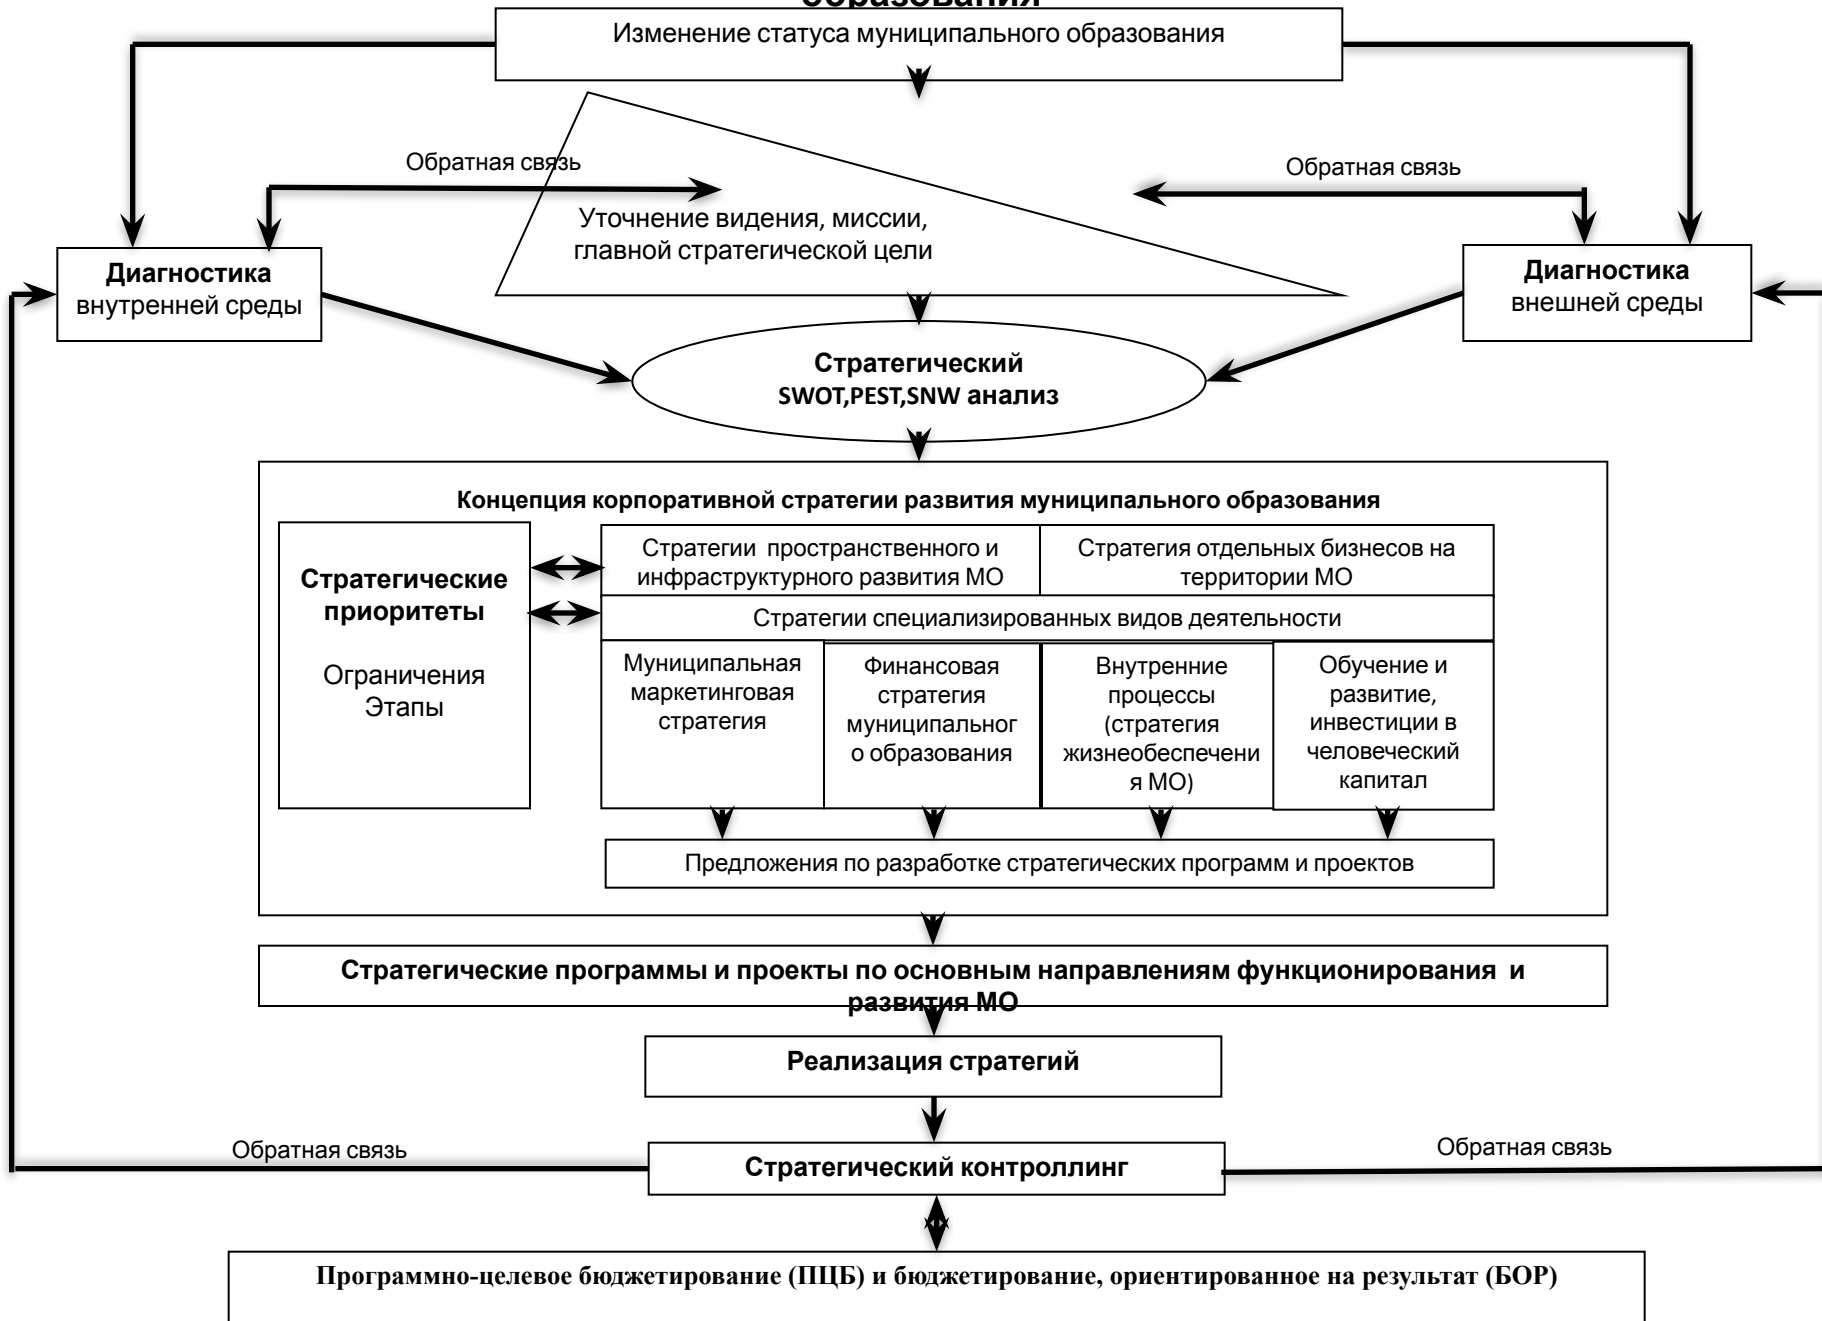 образования
Изменение статуса муниципального образования
Обратная связь
Обратная связь
Уточнение видения, миссии,
главной стратегической цели
Диагностика
внутренней среды
Диагностика
внешней среды
Стратегический
SWOT,PEST,SNW анализ
Концепция корпоративной стратегии развития муниципального образования
Стратегические
приоритеты
Ограничения
Этапы
Стратегии пространственного и
инфраструктурного развития МО
Стратегия отдельных бизнесов на
территории МО
Стратегии специализированных видов деятельности
Муниципальная
маркетинговая
стратегия
Финансовая
стратегия
муниципальног
о образования
Внутренние
процессы
(стратегия
жизнеобеспечени
я МО)
Обучение и
развитие,
инвестиции в
человеческий
капитал
Предложения по разработке стратегических программ и проектов
Стратегические программы и проекты по основным направлениям функционирования и
развития МО
Реализация стратегий
Обратная связь
Стратегический контроллинг
Обратная связь
Программно-целевое бюджетирование (ПЦБ) и бюджетирование, ориентированное на результат (БОР)